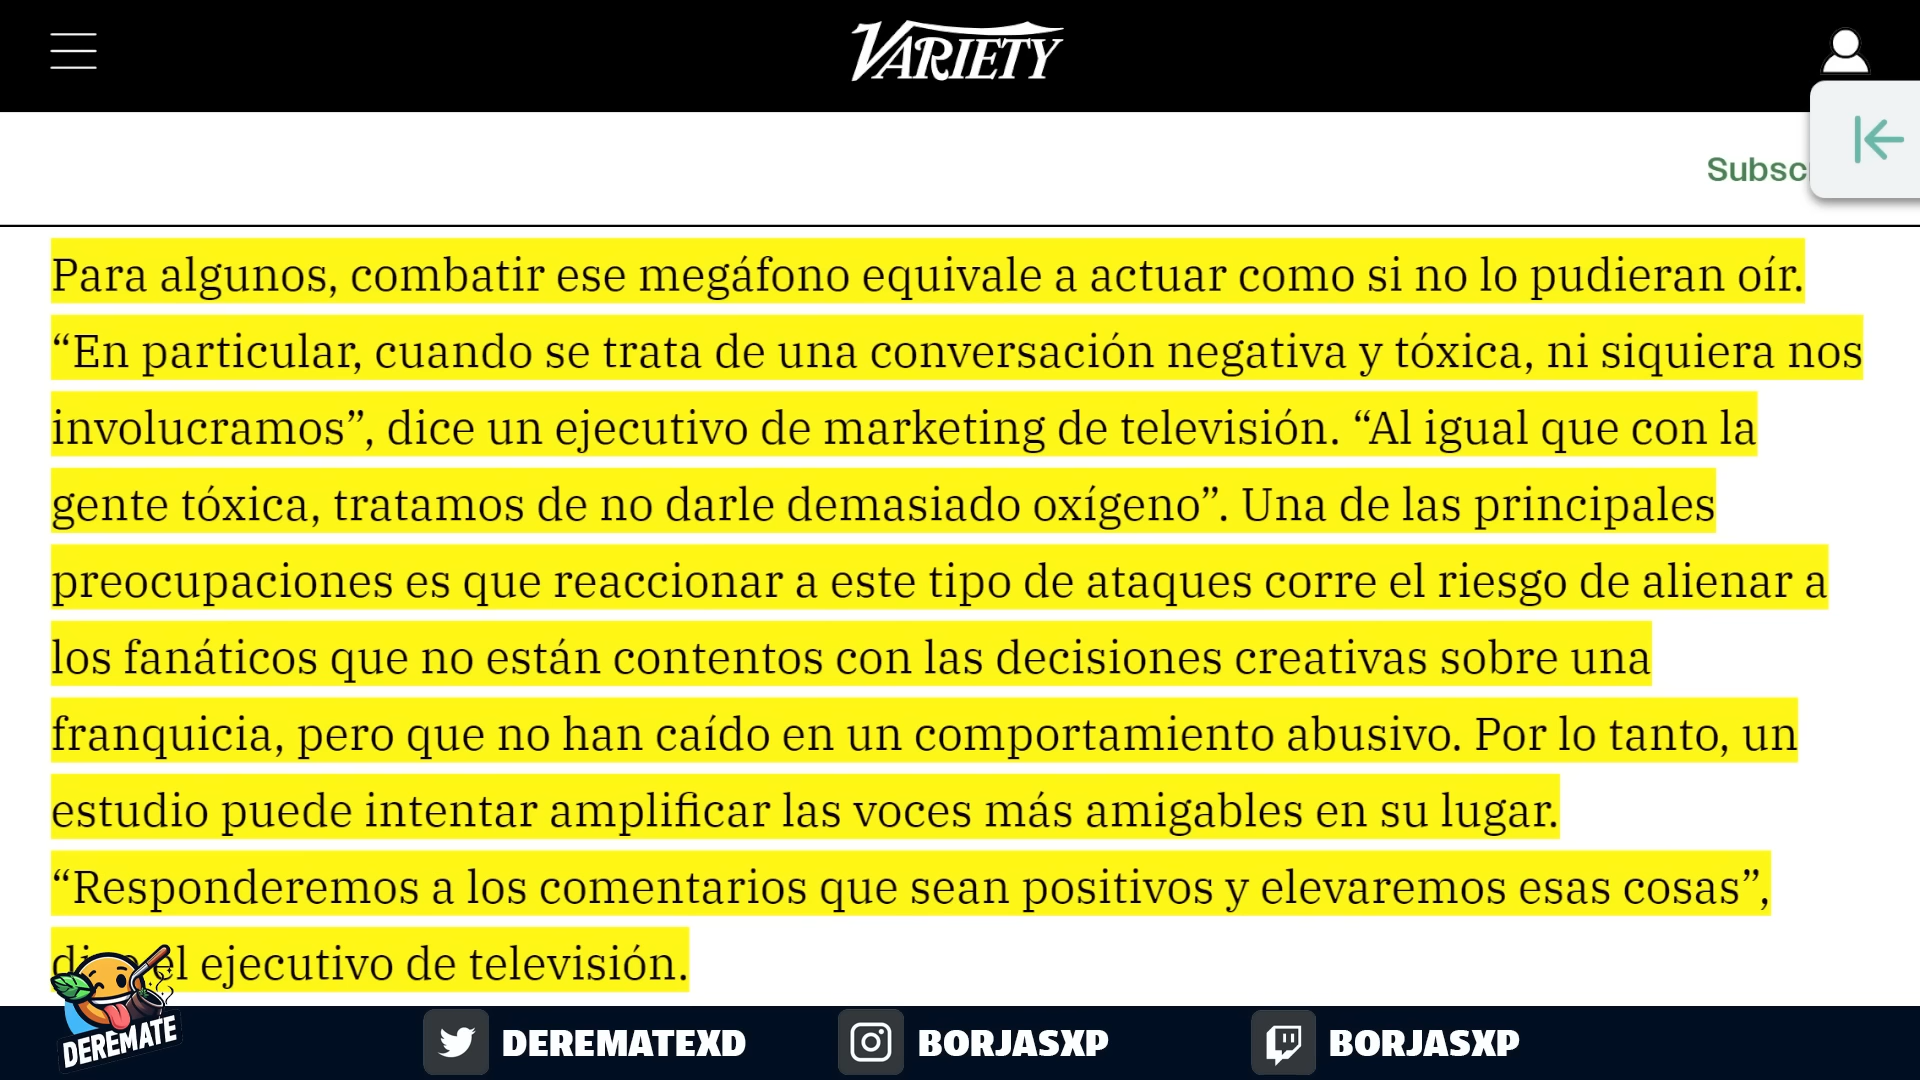 VARIETY
Subsc
Para algunos, combatir ese megáfono equivale a actuar como si no lo pudieran oír.
“En particular, cuando se trata de una conversación negativa y tóxica, ni siquiera nos
involucramos”, dice un ejecutivo de marketing de televisión. “Al igual que con la
gente tóxica, tratamos de no darle demasiado oxígeno”. Una de las principales
preocupaciones es que reaccionar a este tipo de ataques corre el riesgo de alienar a
los fanáticos que no están contentos con las decisiones creativas sobre una
franquicia, pero que no han caído en un comportamiento abusivo. Por lo tanto, un
estudio puede intentar amplificar las voces más amigables en su lugar.
“Responderemos a los comentarios que sean positivos y elevaremos esas cosas”,
el ejecutivo de televisión.
DEREMATE
DEREMATEXD
BORJASXP
BORJASXP